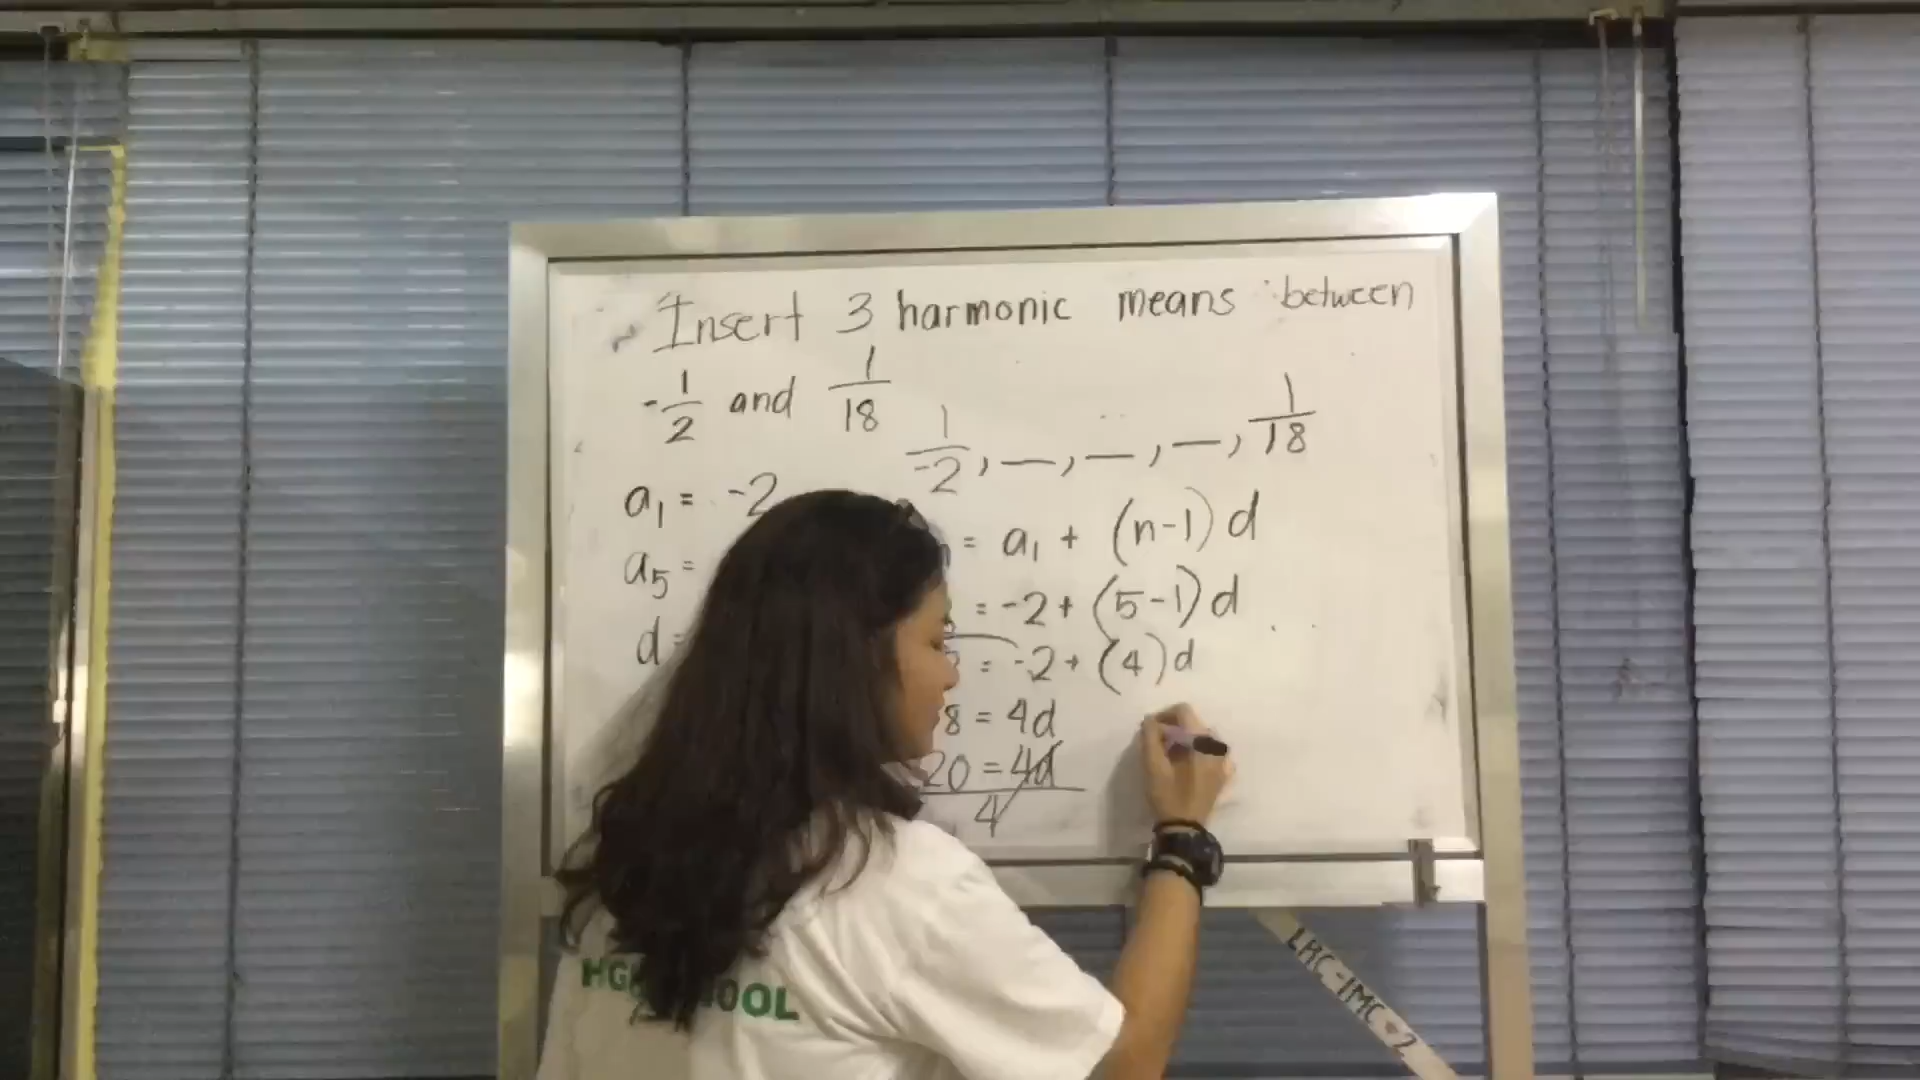 Insert 3 harmonic means between
-1/2 and 1/18
1/-2, _, _, _, 1/18
a₁ = -2
a₅ =
d =
= a₁ + (n-1)d
= -2 + (5-1)d
= -2 + (4)d
8 = 4d
20 = 4d
4
LHC-IMC-2